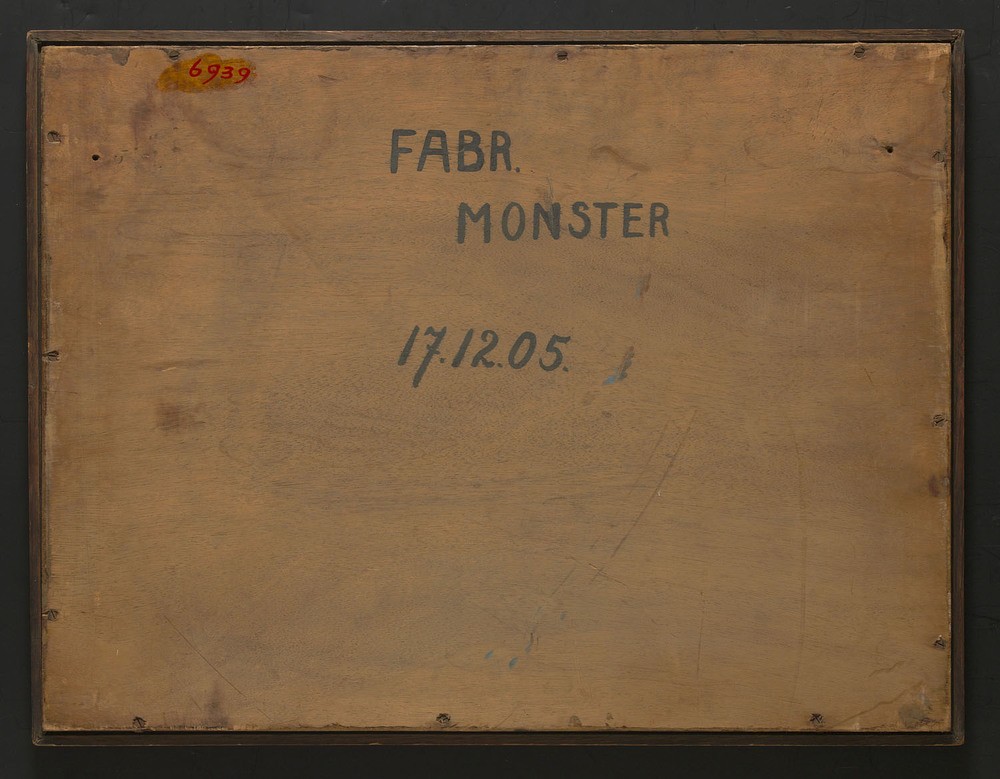 6939
FABR.
MONSTER
17.12.05.